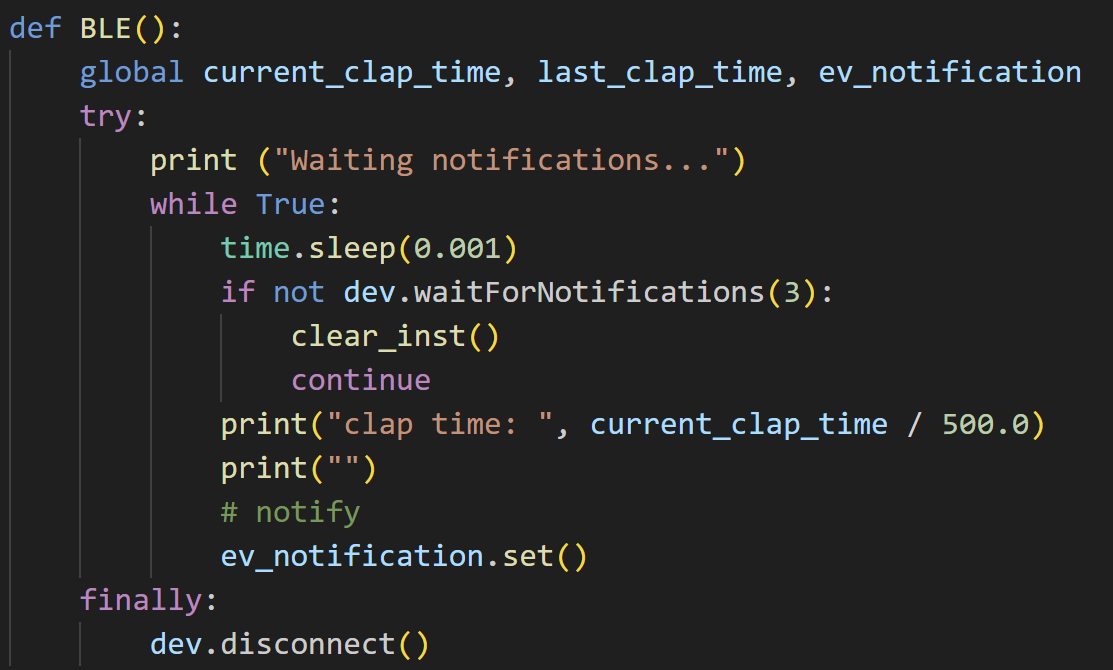 def BLE():
    global current_clap_time, last_clap_time, ev_notification
    try:
        print ("Waiting notifications...")
        while True:
            time.sleep(0.001)
            if not dev.waitForNotifications(3):
                clear_inst()
                continue
            print("clap time: ", current_clap_time / 500.0)
            print("")
            # notify
            ev_notification.set()
    finally:
        dev.disconnect()